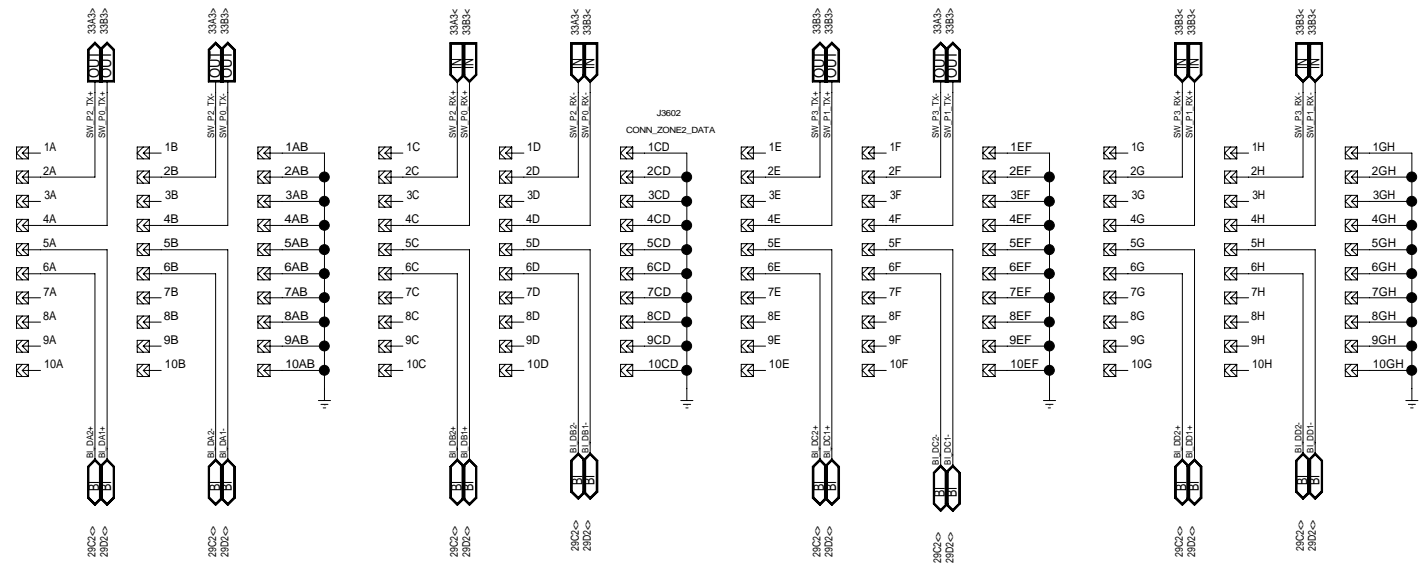 33A3> 33B3> 33A3> 33B3> 33A3< 33B3< 33A3< 33B3< 33A3> 33B3> 33A3> 33B3> 33B3< 33B3< 33B3< 33B3<
OUT OUT OUT OUT IN IN IN IN OUT OUT OUT OUT IN IN IN IN
SW_P2_TX+ SW_P0_TX+ SW_P2_TX- SW_P0_TX- SW_P2_RX+ SW_P0_RX+ SW_P2_RX- SW_P0_RX- SW_P3_TX+ SW_P1_TX+ SW_P3_TX- SW_P1_TX- SW_P3_RX+ SW_P1_RX+ SW_P3_RX- SW_P1_RX-
J3602
CONN_ZONE2_DATA
1A 1B 1AB 1C 1D 1CD 1E 1F 1EF 1G 1H 1GH
2A 2B 2AB 2C 2D 2CD 2E 2F 2EF 2G 2H 2GH
3A 3B 3AB 3C 3D 3CD 3E 3F 3EF 3G 3H 3GH
4A 4B 4AB 4C 4D 4CD 4E 4F 4EF 4G 4H 4GH
5A 5B 5AB 5C 5D 5CD 5E 5F 5EF 5G 5H 5GH
6A 6B 6AB 6C 6D 6CD 6E 6F 6EF 6G 6H 6GH
7A 7B 7AB 7C 7D 7CD 7E 7F 7EF 7G 7H 7GH
8A 8B 8AB 8C 8D 8CD 8E 8F 8EF 8G 8H 8GH
9A 9B 9AB 9C 9D 9CD 9E 9F 9EF 9G 9H 9GH
10A 10B 10AB 10C 10D 10CD 10E 10F 10EF 10G 10H 10GH
BI_DA2+ BI_DA1+ BI_DA2- BI_DA1- BI_DB2+ BI_DB1+ BI_DB2- BI_DB1- BI_DC2+ BI_DC1+ BI_DC2- BI_DC1- BI_DD2+ BI_DD1+ BI_DD2- BI_DD1-
BI BI BI BI BI BI BI BI BI BI BI BI BI BI BI BI
29C2<> 29D2<> 29C2<> 29D2<> 29C2<> 29D2<> 29C2<> 29D2<> 29C2<> 29D2<> 29C2<> 29D2<> 29C2<> 29D2<> 29C2<> 29D2<>